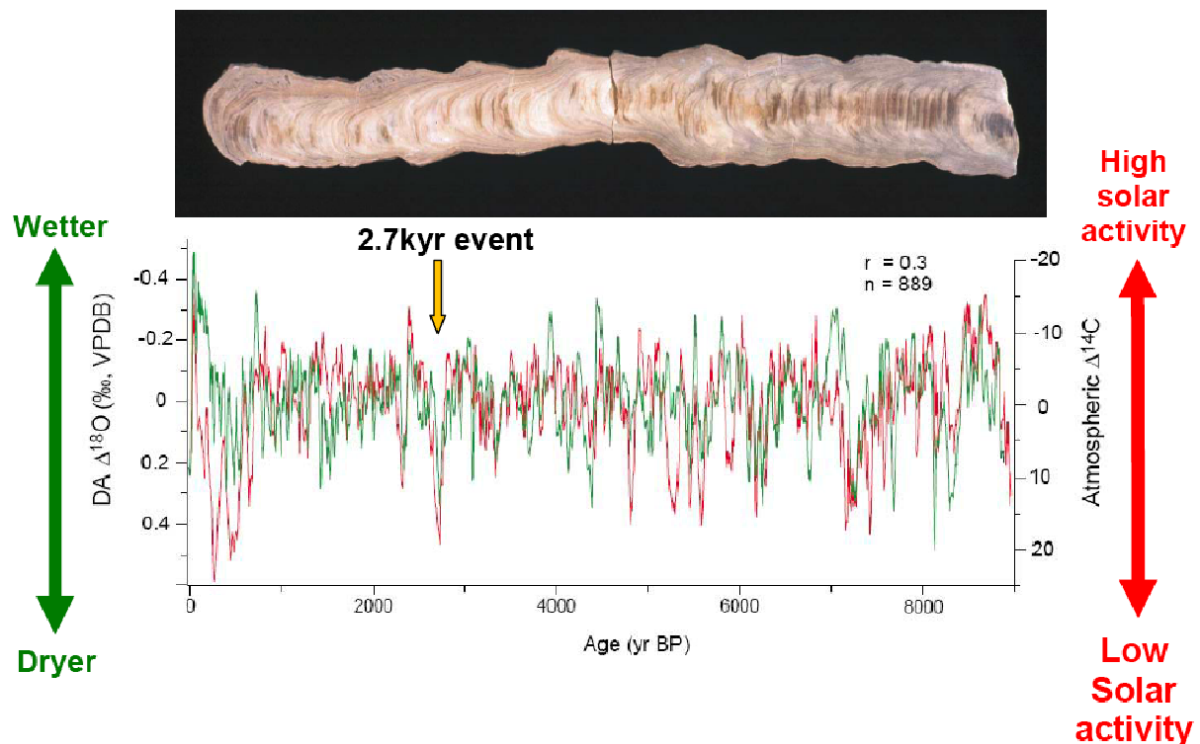 High
solar
activity
Wetter
2.7kyr event
r = 0.3
n = 889
-0.4
-0.2
0
0.2
0.4
DA Δ18O (‰, VPDB)
-20
-10
0
10
20
Atmospheric Δ14C
0
2000
4000
6000
8000
Age (yr BP)
Dryer
Low
Solar
activity